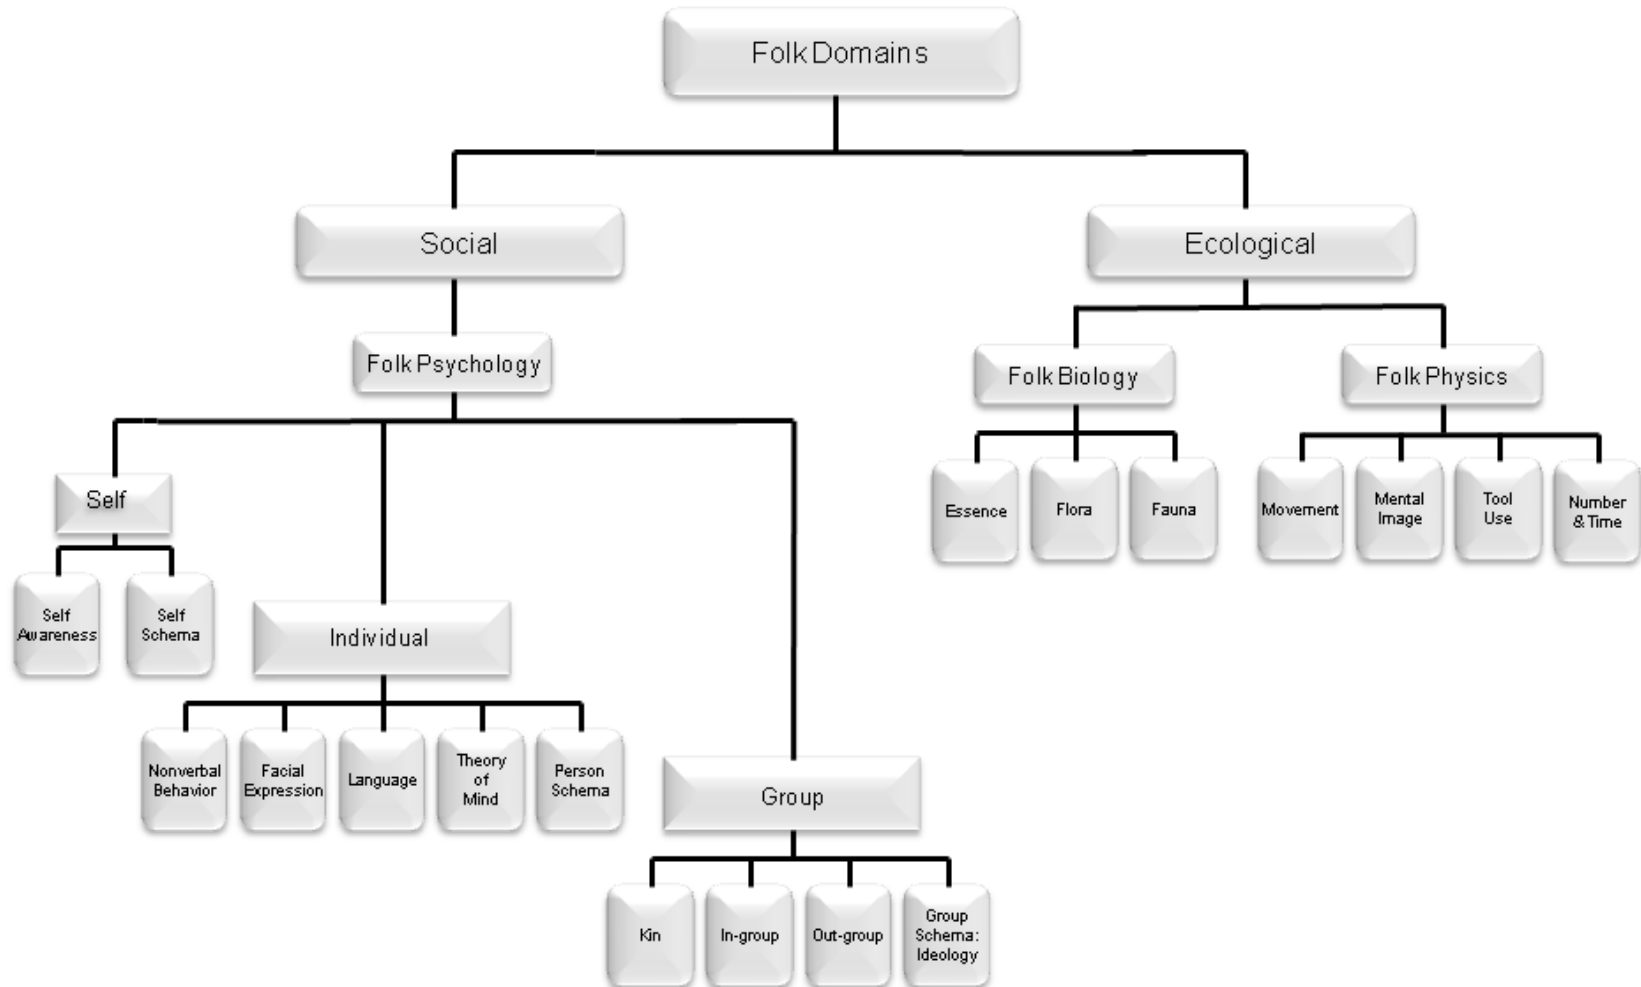 Folk Domains
Social
Ecological
Folk Psychology
Folk Biology
Folk Physics
Self
Essence
Flora
Fauna
Movement
Mental
Image
Tool
Use
Number
& Time
Self
Awareness
Self
Schema
Individual
Nonverbal
Behavior
Facial
Expression
Language
Theory
of
Mind
Person
Schema
Group
Kin
In-group
Out-group
Group
Schema:
Ideology